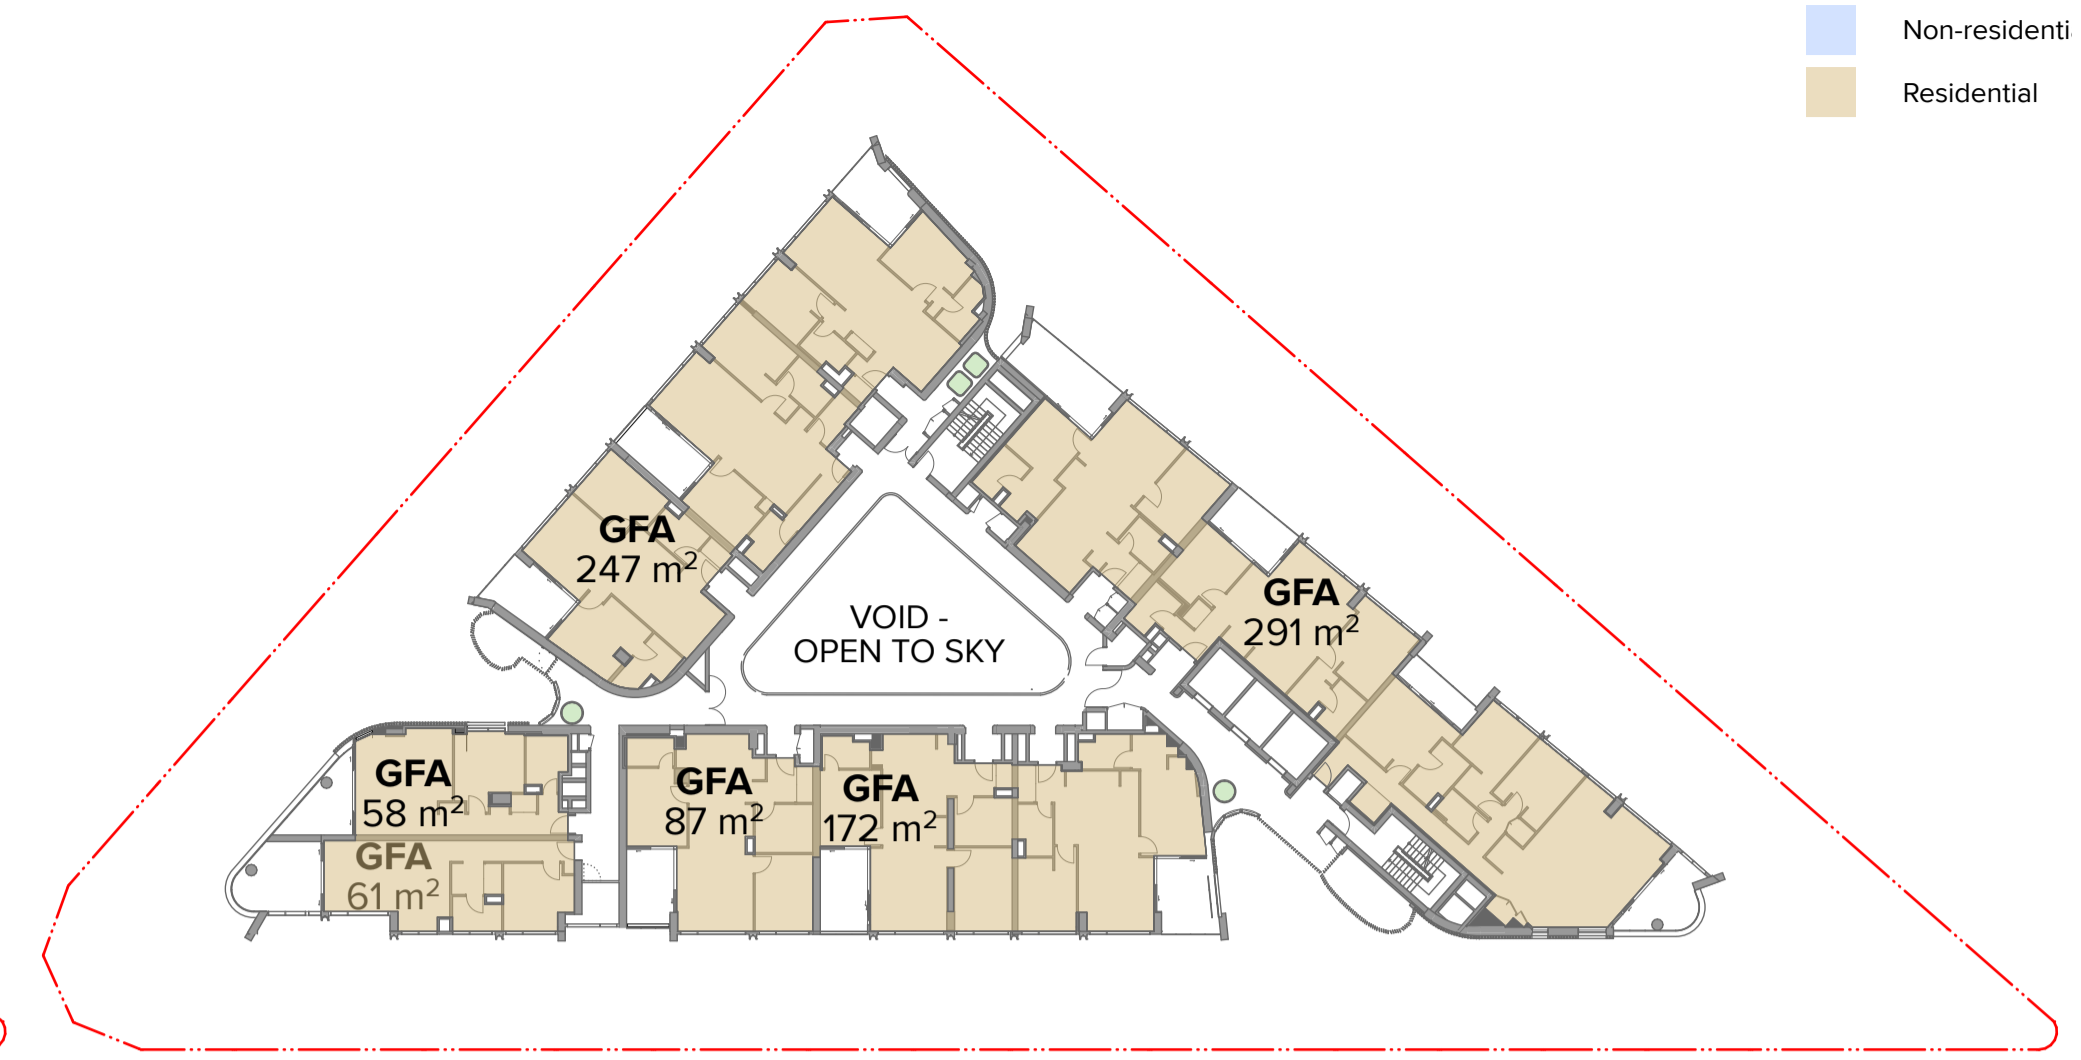 Non-residenti
Residential
GFA
247 m²
GFA
291 m²
VOID -
OPEN TO SKY
GFA
58 m²
GFA
87 m²
GFA
172 m²
GFA
61 m²